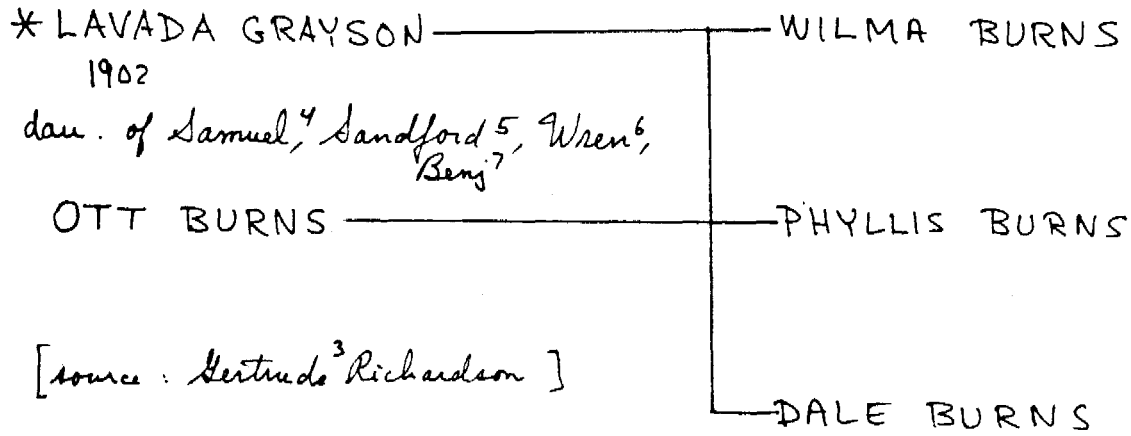 * LAVADA GRAYSON WILMA BURNS
1902
dau. of Samuel,⁴ Sandford⁵, Wren⁶,
Benj⁷
OTT BURNS PHYLLIS BURNS
[source : Gertrude³ Richardson ]
DALE BURNS